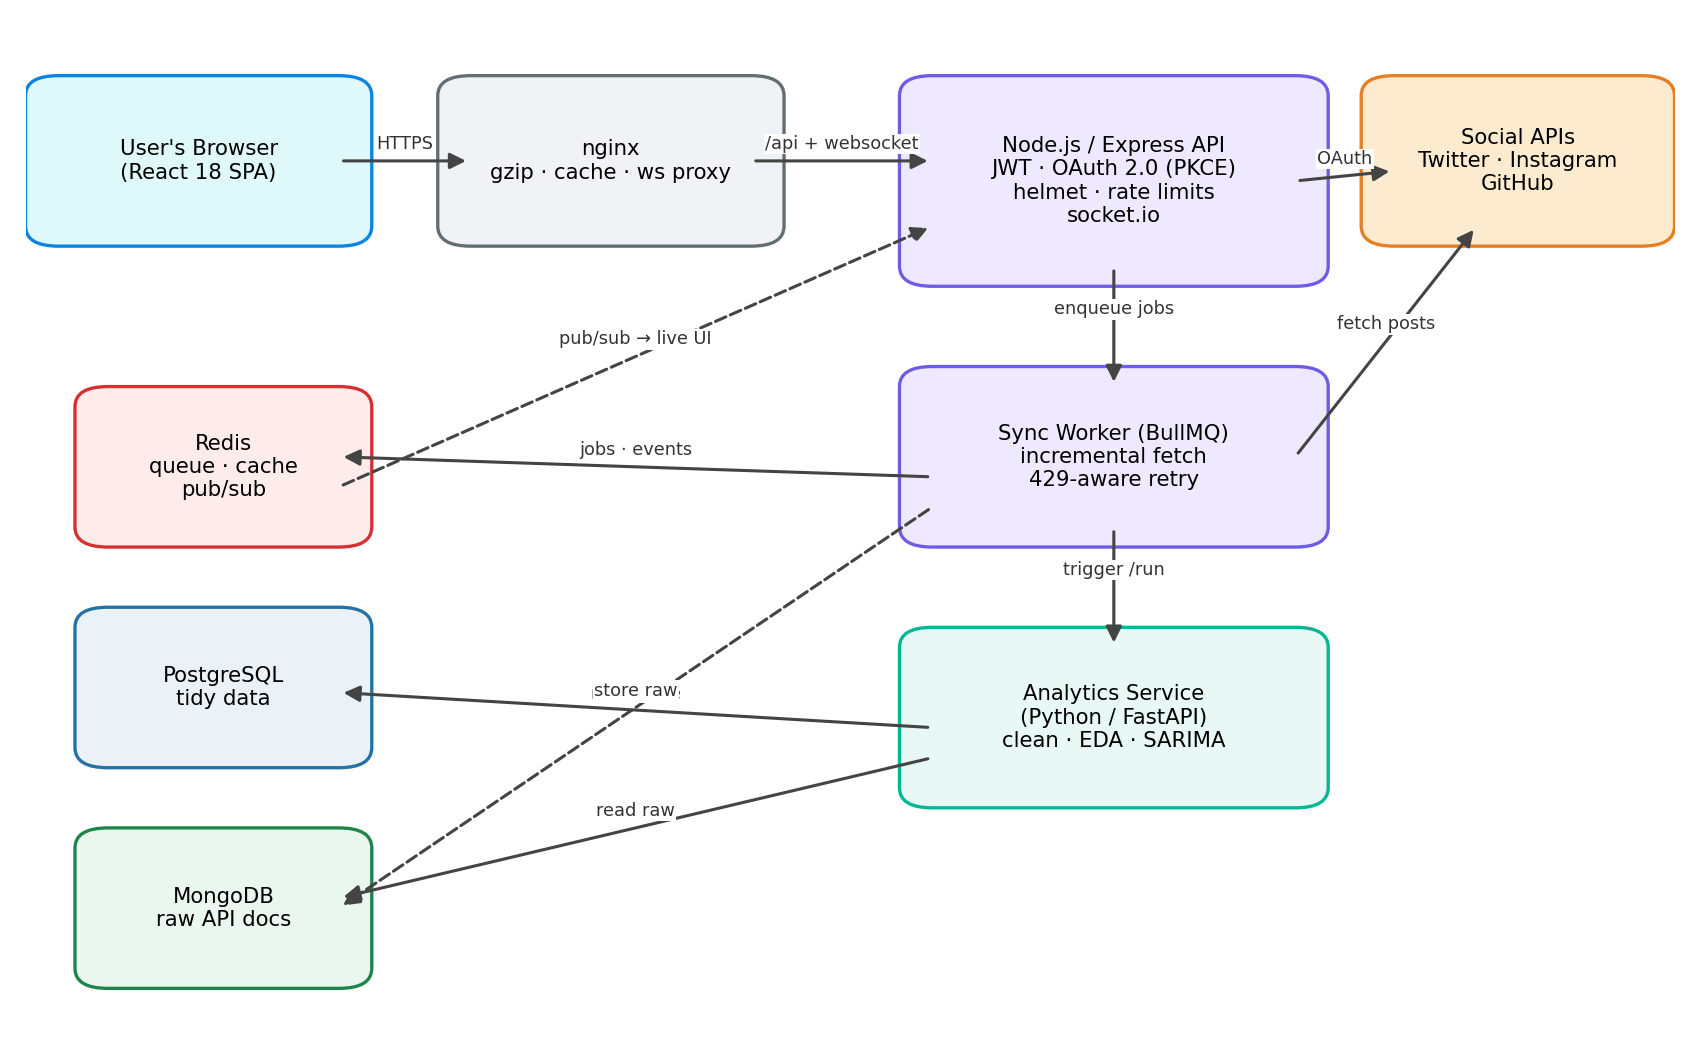 User's Browser
(React 18 SPA)
HTTPS
nginx
gzip · cache · ws proxy
/api + websocket
Node.js / Express API
JWT · OAuth 2.0 (PKCE)
helmet · rate limits
socket.io
OAuth
Social APIs
Twitter · Instagram
GitHub
enqueue jobs
fetch posts
pub/sub → live UI
Redis
queue · cache
pub/sub
jobs · events
Sync Worker (BullMQ)
incremental fetch
429-aware retry
trigger /run
PostgreSQL
tidy data
store raw
Analytics Service
(Python / FastAPI)
clean · EDA · SARIMA
read raw
MongoDB
raw API docs